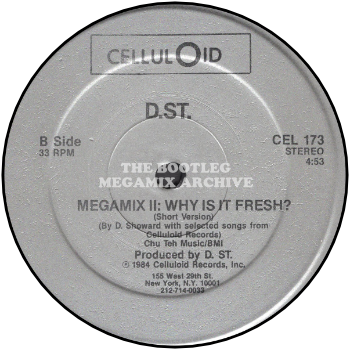 CELLULOID
D.ST.
B Side
33 RPM
CEL 173
STEREO
4:53
THE BOOTLEG
MEGAMIX ARCHIVE
MEGAMIX II: WHY IS IT FRESH?
(Short Version)
(By D. Showard with selected songs from
Celluloid Records)
Chu Teh Music/BMI
Produced by D. ST.
℗ 1984 Celluloid Records, Inc.
155 West 29th St.
New York, N.Y. 10001
212-714-0033